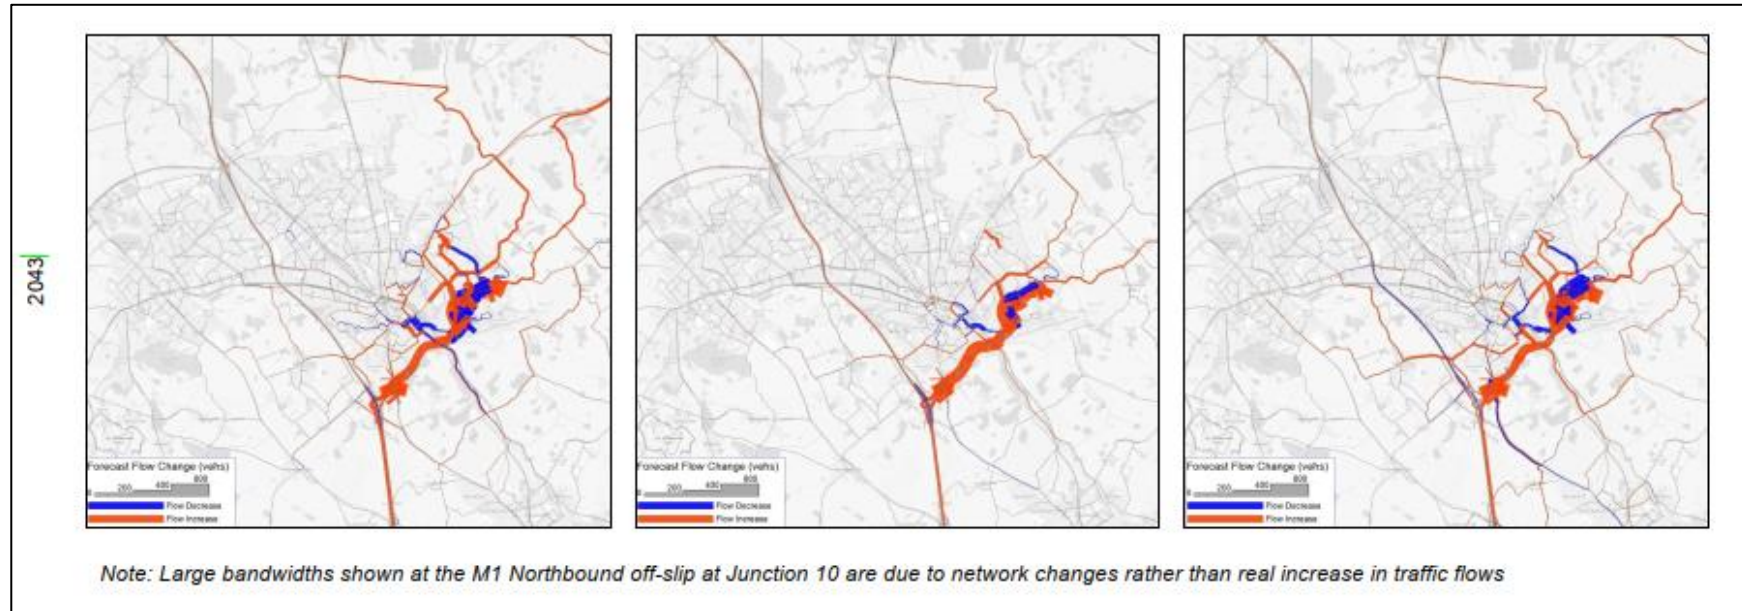 2043
Forecast Flow Change (vehs)
0 200 400 800
Flow Decrease
Flow Increase
Forecast Flow Change (vehs)
0 200 400 800
Flow Decrease
Flow Increase
Forecast Flow Change (vehs)
0 200 400 800
Flow Decrease
Flow Increase
Note: Large bandwidths shown at the M1 Northbound off-slip at Junction 10 are due to network changes rather than real increase in traffic flows